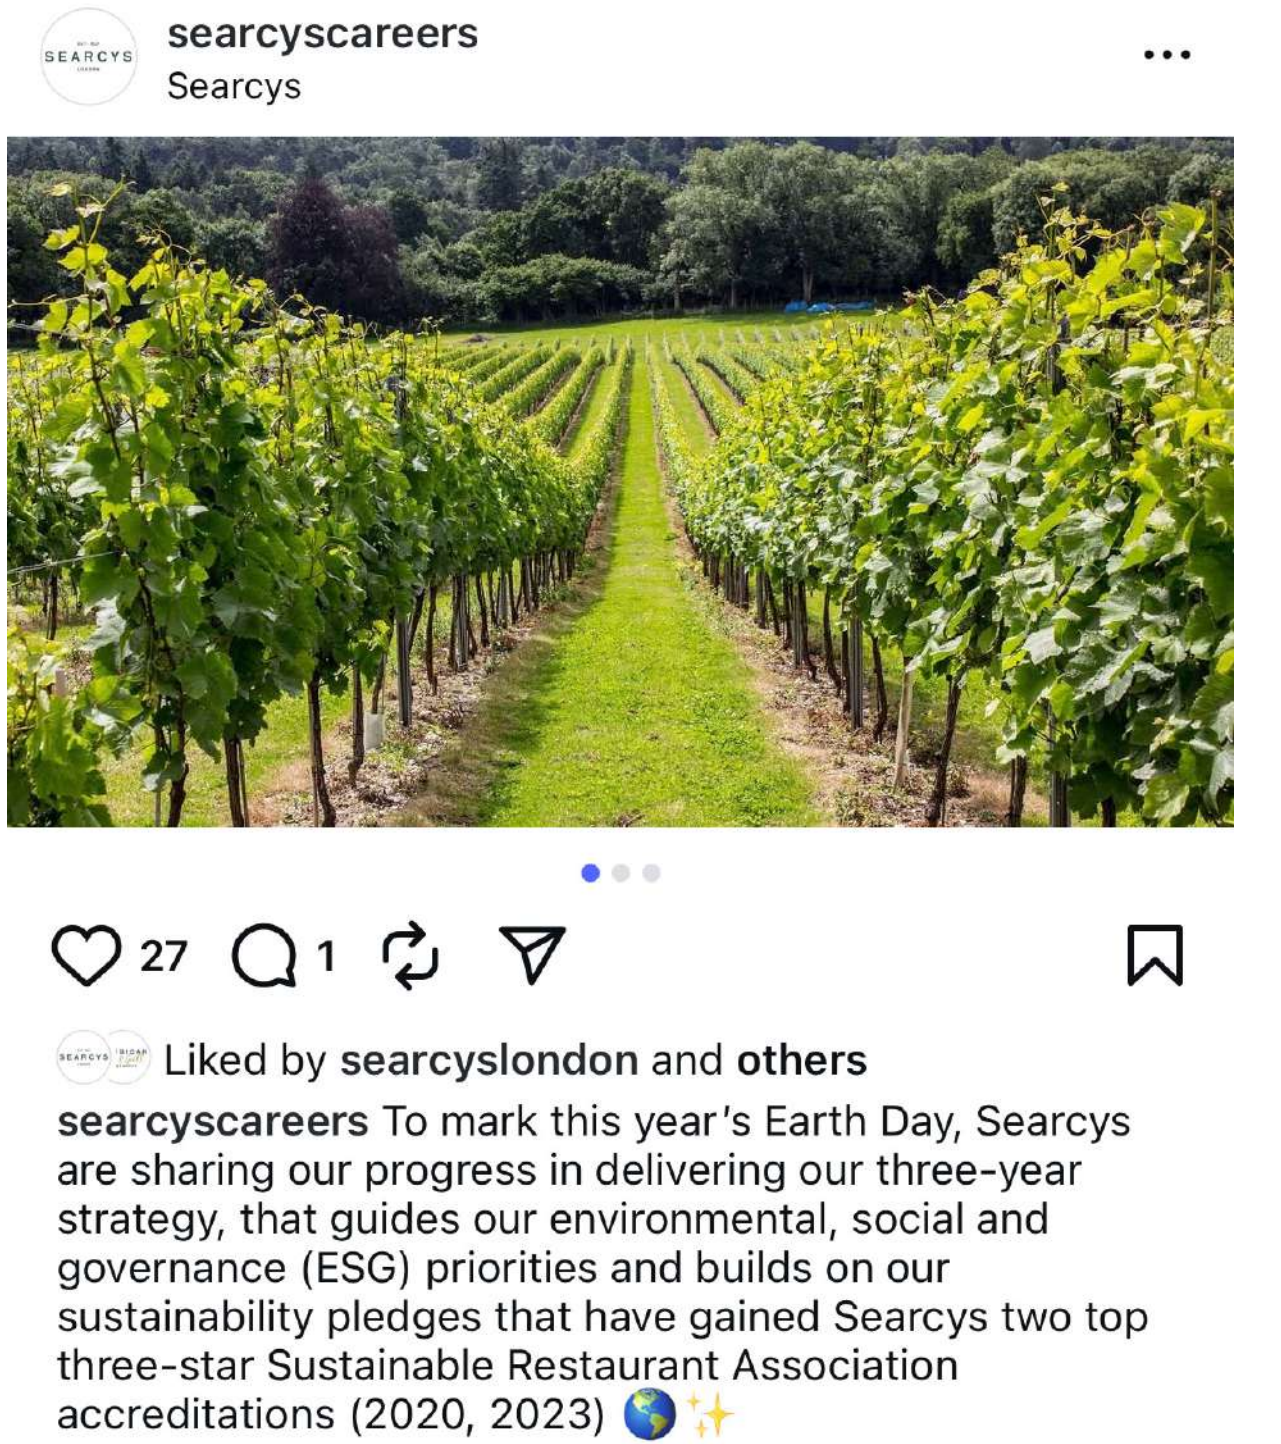 searcyscareers
SEARCYS
LONDON
Searcys
27
1
SEARCYS
Liked by searcyslondon and others
searcyscareers To mark this year's Earth Day, Searcys
are sharing our progress in delivering our three-year
strategy, that guides our environmental, social and
governance (ESG) priorities and builds on our
sustainability pledges that have gained Searcys two top
three-star Sustainable Restaurant Association
accreditations (2020, 2023)